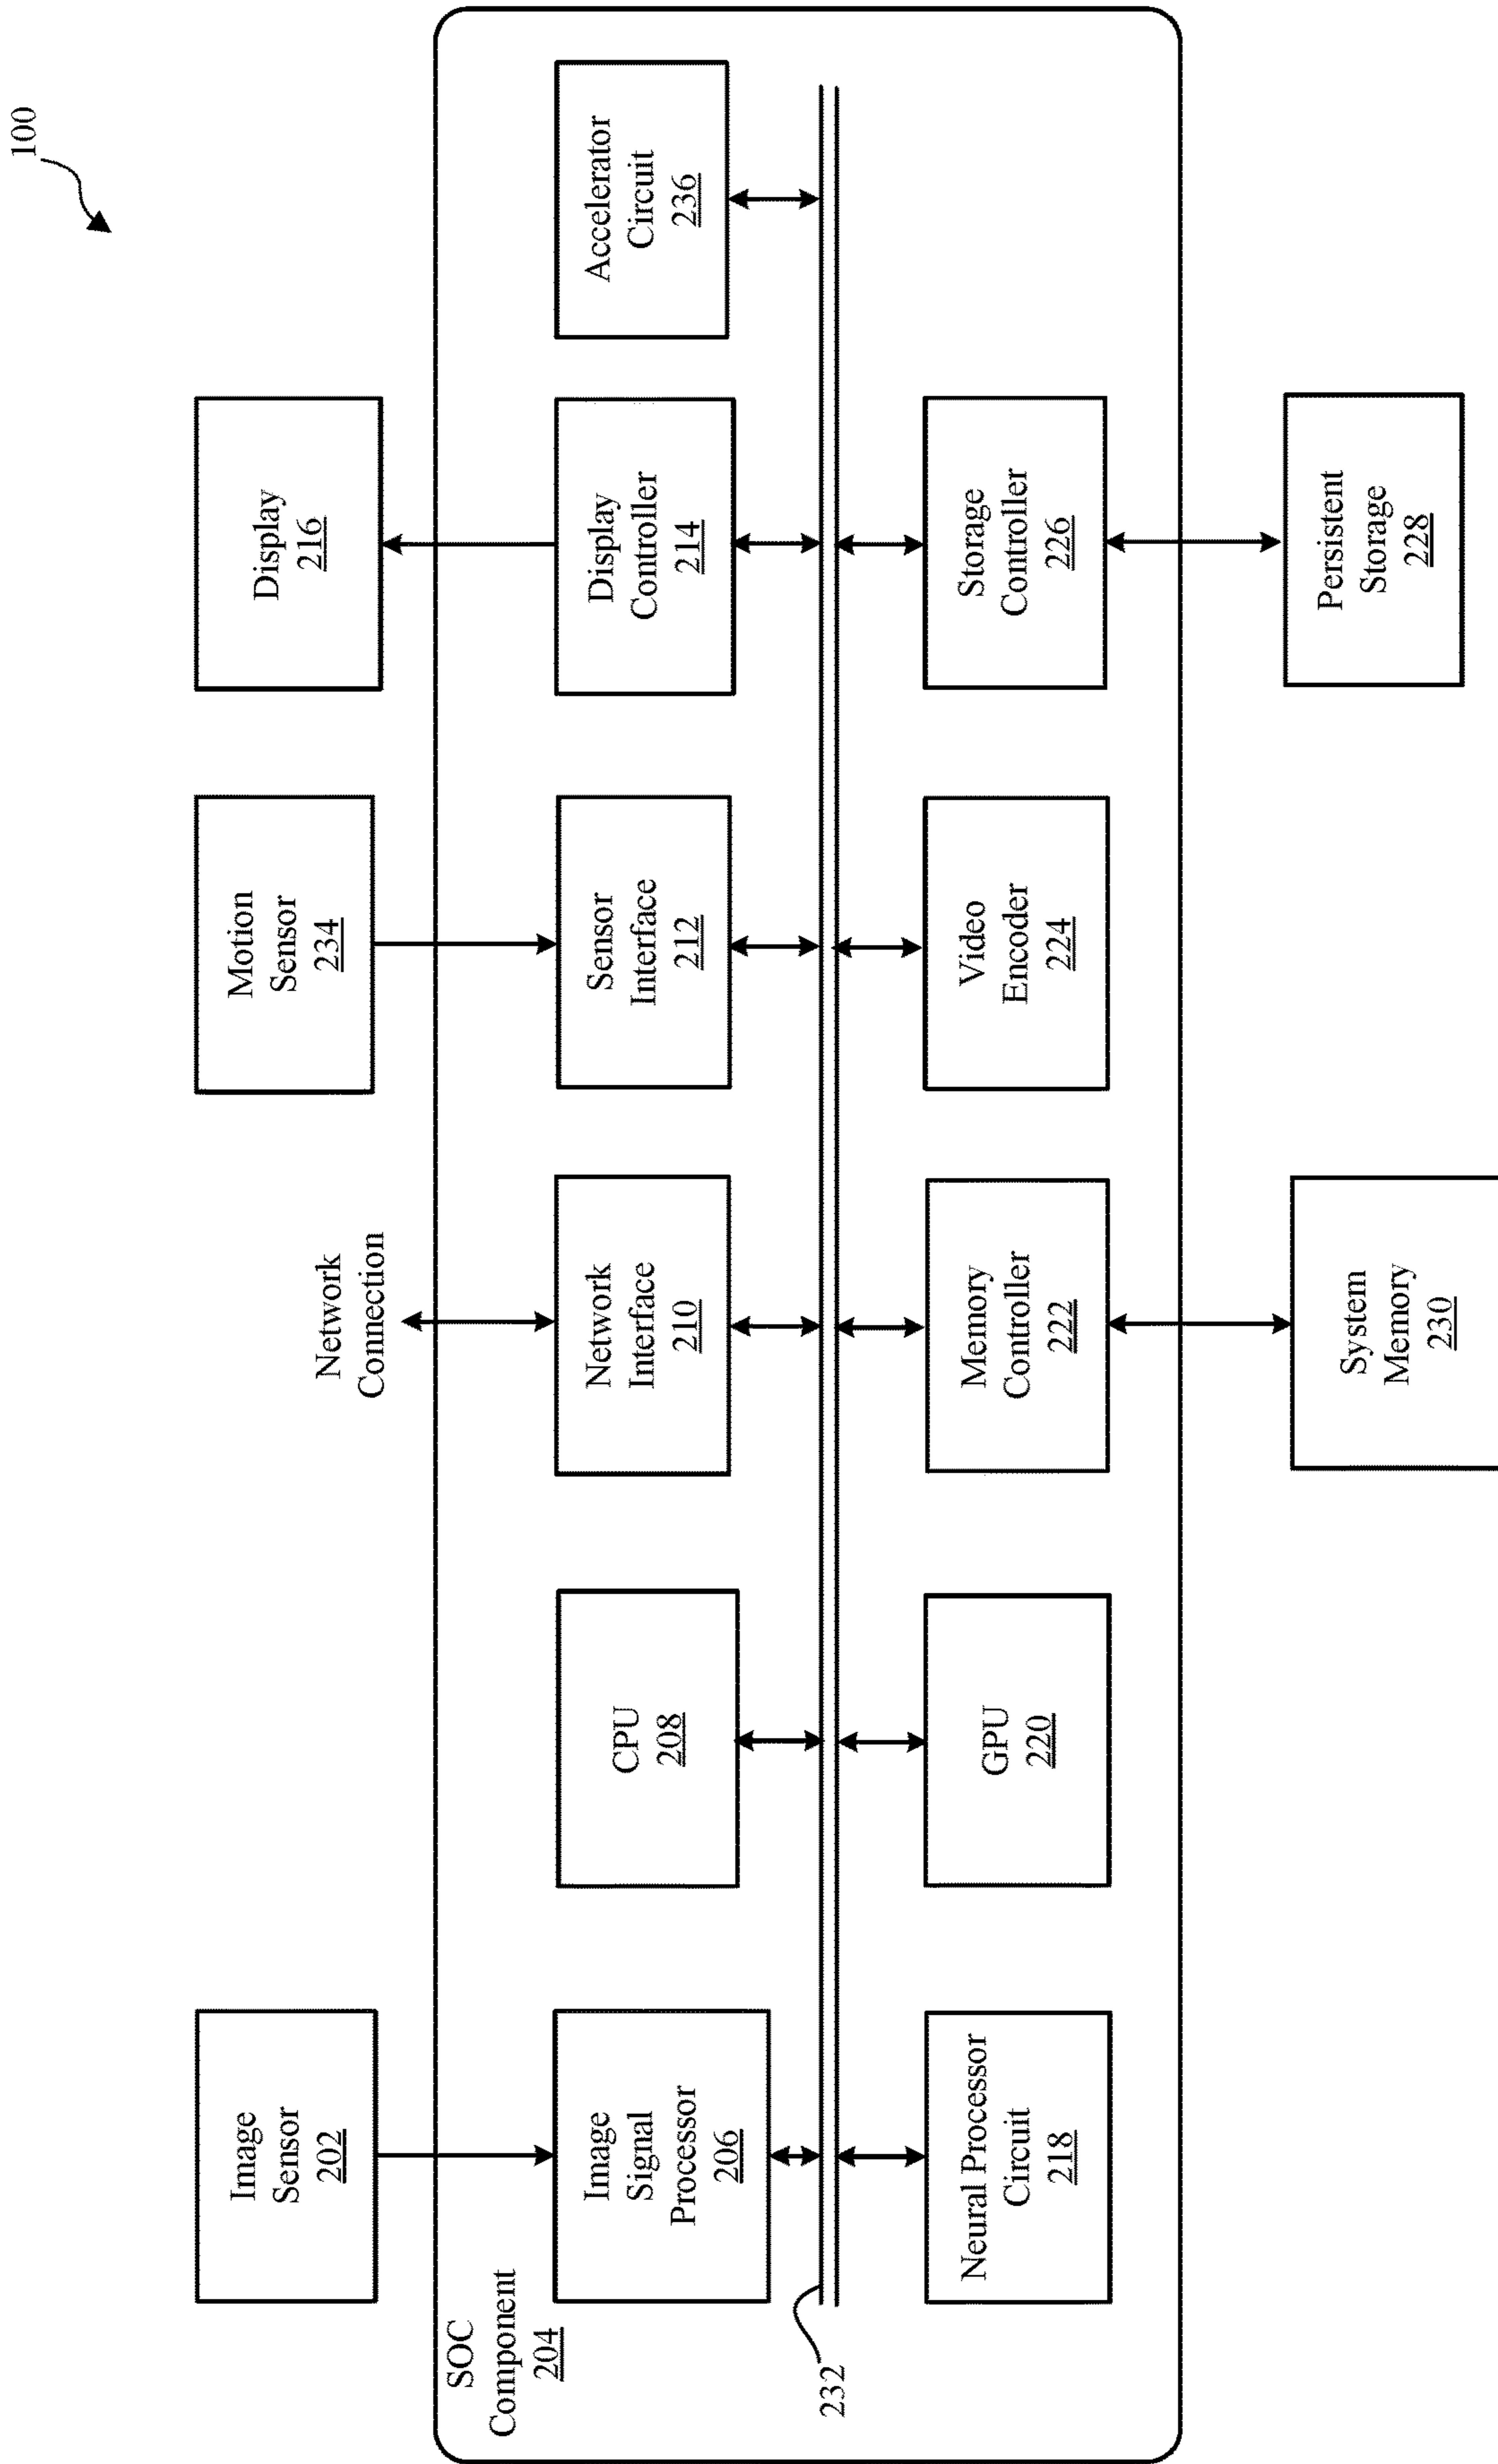 100
Image
Sensor
202
Motion
Sensor
234
Display
216
Network
Connection
SOC
Component
204
Image
Signal
Processor
206
CPU
208
Network
Interface
210
Sensor
Interface
212
Display
Controller
214
Accelerator
Circuit
236
232
Neural Processor
Circuit
218
GPU
220
Memory
Controller
222
Video
Encoder
224
Storage
Controller
226
System
Memory
230
Persistent
Storage
228